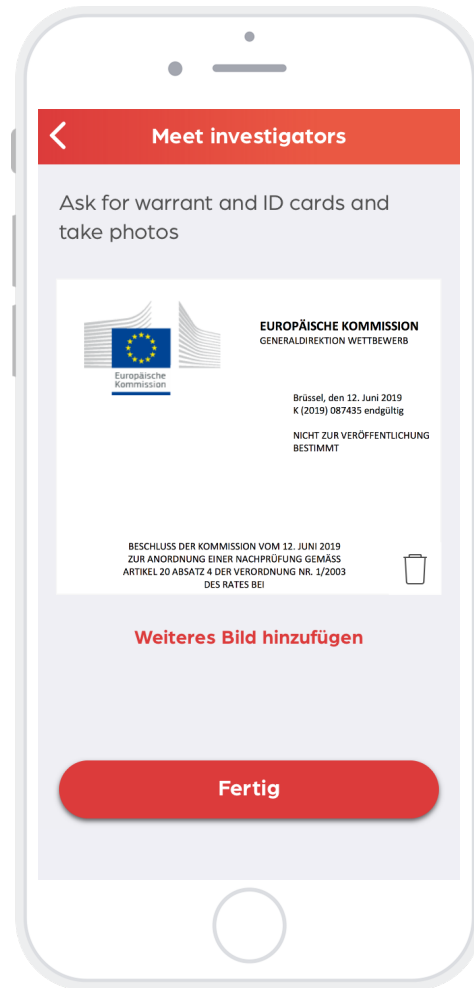 Meet investigators
Ask for warrant and ID cards and
take photos
Europäische
Kommission
EUROPÄISCHE KOMMISSION
GENERALDIREKTION WETTBEWERB
Brüssel, den 12. Juni 2019
K (2019) 087435 endgültig
NICHT ZUR VERÖFFENTLICHUNG
BESTIMMT
BESCHLUSS DER KOMMISSION VOM 12. JUNI 2019
ZUR ANORDNUNG EINER NACHPRÜFUNG GEMÄSS
ARTIKEL 20 ABSATZ 4 DER VERORDNUNG NR. 1/2003
DES RATES BEI
Weiteres Bild hinzufügen
Fertig